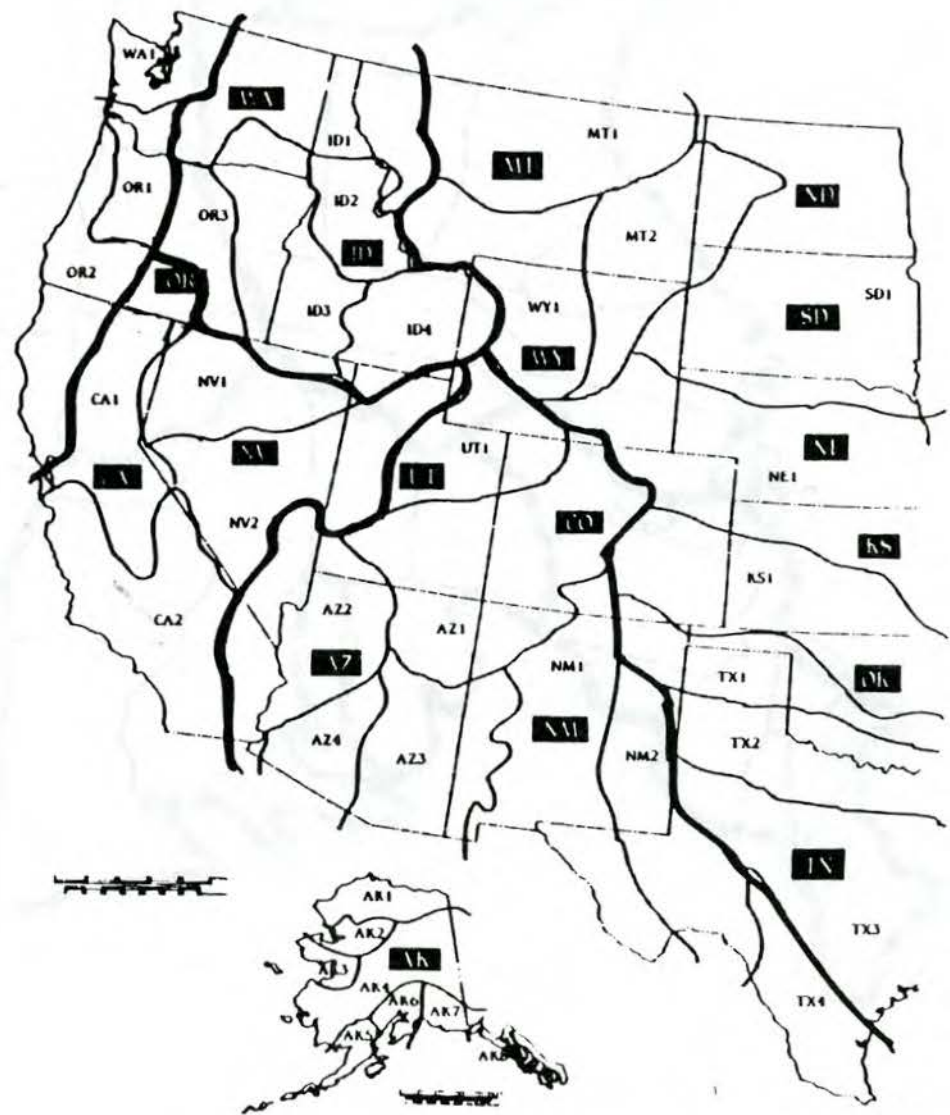 WA1
WA
ID1
MT1
MT
OR1
OR3
ID2
ND
MT2
OR2
ID
OR
SD1
ID3
WY1
SD
ID4
WY
NV1
CA1
UT1
NV
UT
NE1
CA
NV2
CO
KS
KS1
AZ2
CA2
AZ1
AZ
NM1
TX1
OK
NM
AZ4
NM2
TX2
AZ3
AK1
TX3
AK2
AK
AK3
AK4
AK6
AK7
TX4
AK5